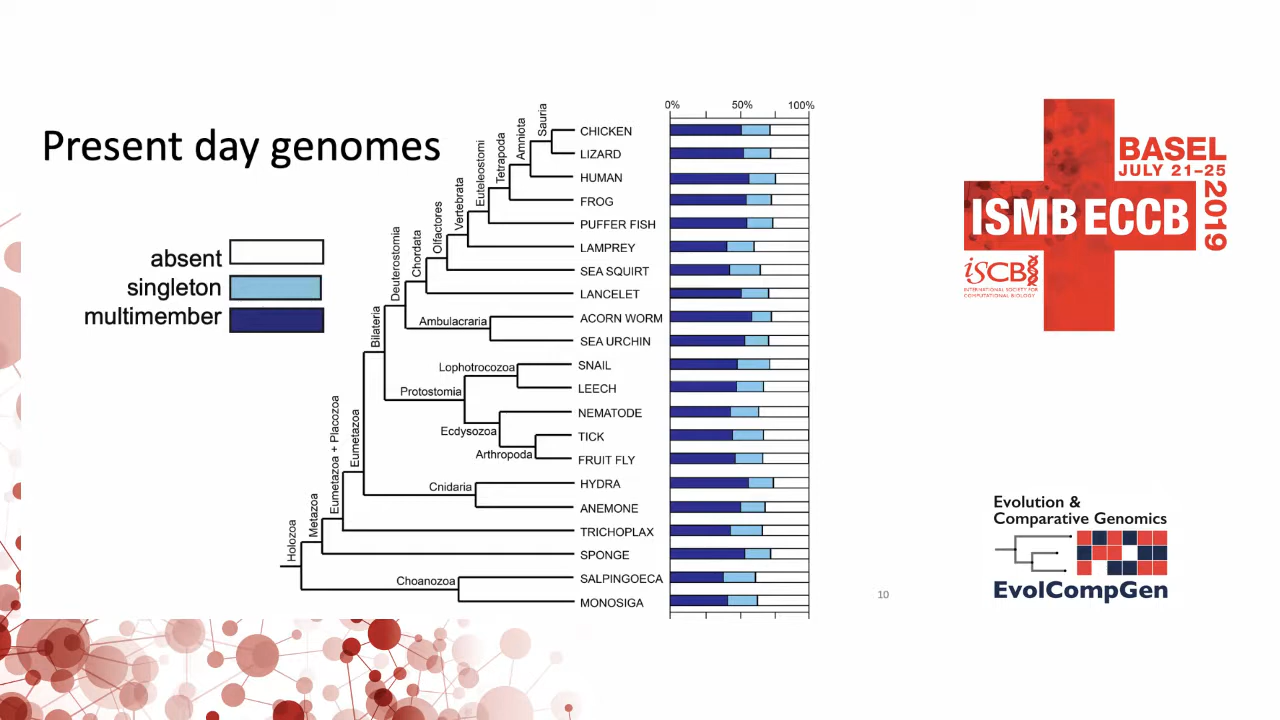 Present day genomes
absent
singleton
multimember
0%
50%
100%
Sauria
Amniota
Tetrapoda
Euteleostomi
Vertebrata
Olfactores
Chordata
Deuterostomia
Bilateria
Eumetazoa
Eumetazoa + Placozoa
Metazoa
Holozoa
Ambulacraria
Lophotrocozoa
Protostomia
Ecdysozoa
Arthropoda
Cnidaria
Choanozoa
CHICKEN
LIZARD
HUMAN
FROG
PUFFER FISH
LAMPREY
SEA SQUIRT
LANCELET
ACORN WORM
SEA URCHIN
SNAIL
LEECH
NEMATODE
TICK
FRUIT FLY
HYDRA
ANEMONE
TRICHOPLAX
SPONGE
SALPINGOECA
MONOSIGA
10
BASEL
JULY 21–25
2019
ISMB ECCB
iSCB
INTERNATIONAL SOCIETY FOR
COMPUTATIONAL BIOLOGY
Evolution &
Comparative Genomics
EvolCompGen